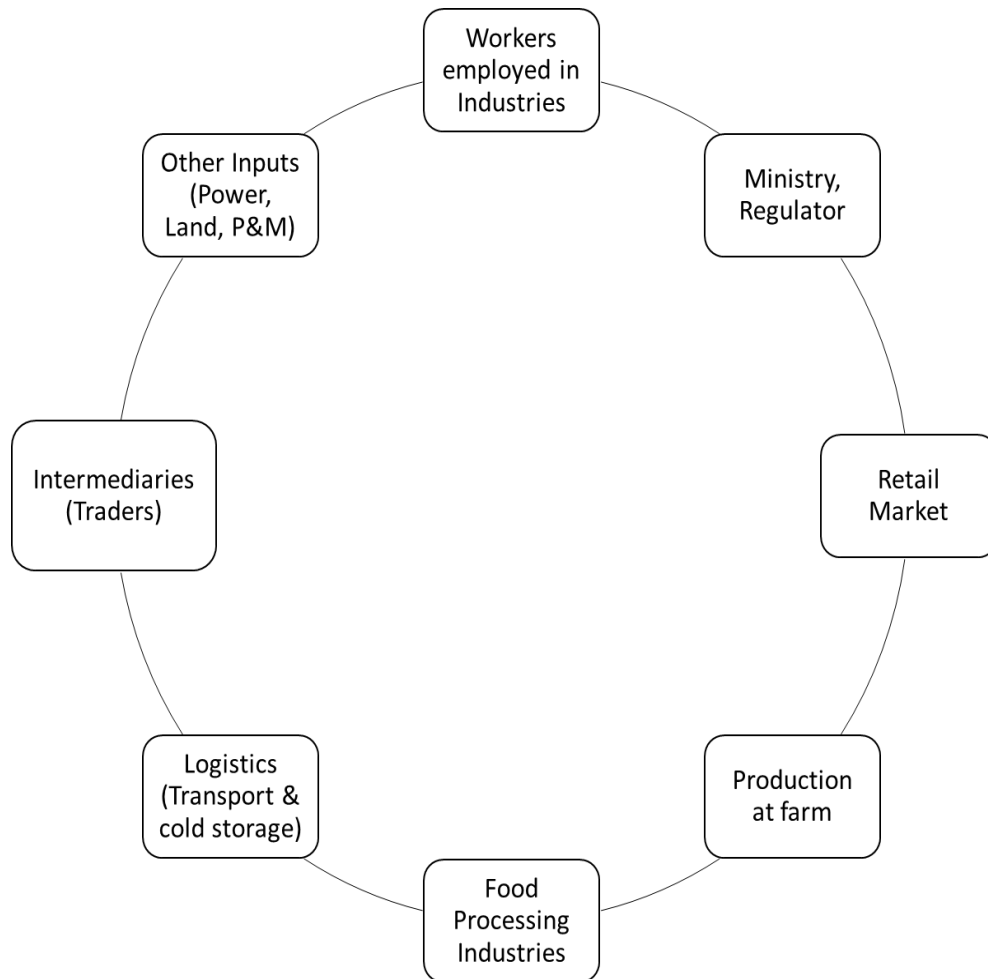 Workers
employed in
Industries
Ministry,
Regulator
Retail
Market
Production
at farm
Food
Processing
Industries
Logistics
(Transport &
cold storage)
Intermediaries
(Traders)
Other Inputs
(Power,
Land, P&M)